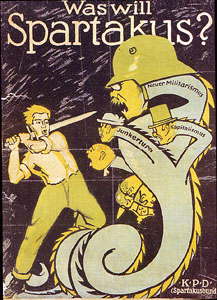 Was will
Spartakus?
Neuer Militarismus
Kapitalismus
Junkertum
K·P·D·
(Spartakusbund)